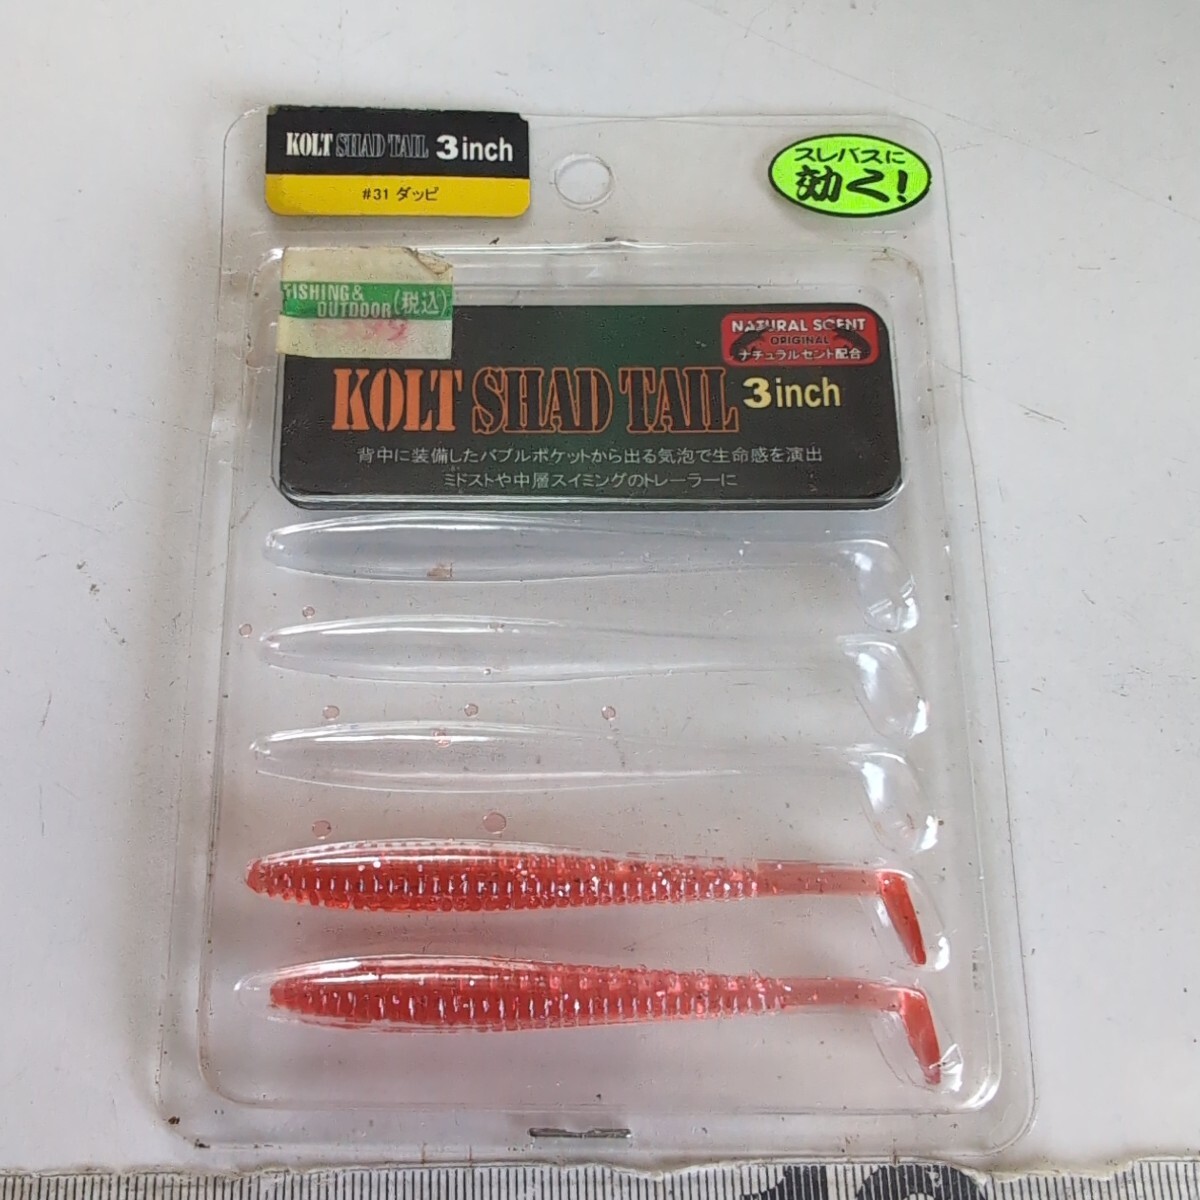 KOLT SHAD TAIL 3inch
#31 ダッピ
スレバスに
効く!
FISHING &
OUTDOOR (税込)
NATURAL SCENT
ORIGINAL
ナチュラルセント配合
KOLT SHAD TAIL 3inch
背中に装備したバブルポケットから出る気泡で生命感を演出
ミドストや中層スイミングのトレーラーに